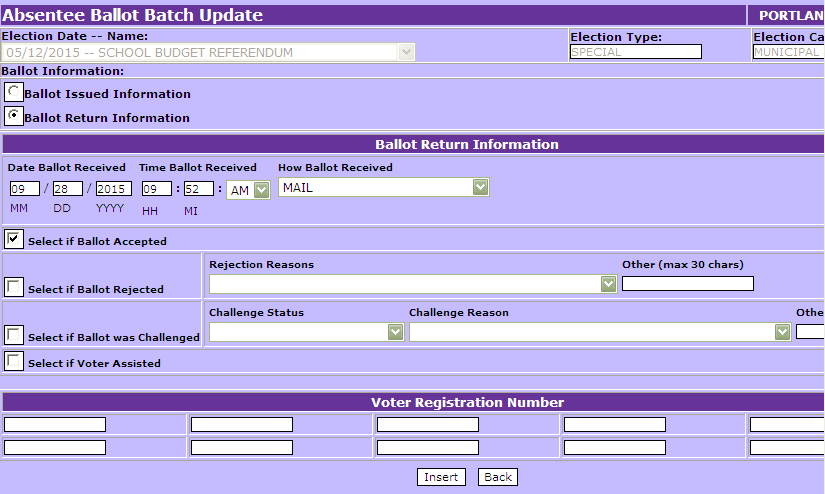 Absentee Ballot Batch Update PORTLAN
Election Date -- Name: Election Type: Election Ca
05/12/2015 -- SCHOOL BUDGET REFERENDUM SPECIAL MUNICIPAL
Ballot Information:
Ballot Issued Information
Ballot Return Information
Ballot Return Information
Date Ballot Received Time Ballot Received How Ballot Received
09 / 28 / 2015 09 : 52 : AM MAIL
MM DD YYYY HH MI
Select if Ballot Accepted
Rejection Reasons Other (max 30 chars)
Select if Ballot Rejected
Challenge Status Challenge Reason Othe
Select if Ballot was Challenged
Select if Voter Assisted
Voter Registration Number
Insert Back